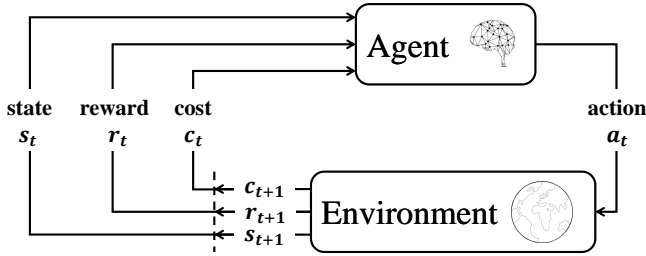 Agent
state reward cost action
s_t r_t c_t a_t
c_{t+1}
r_{t+1}
Environment
s_{t+1}